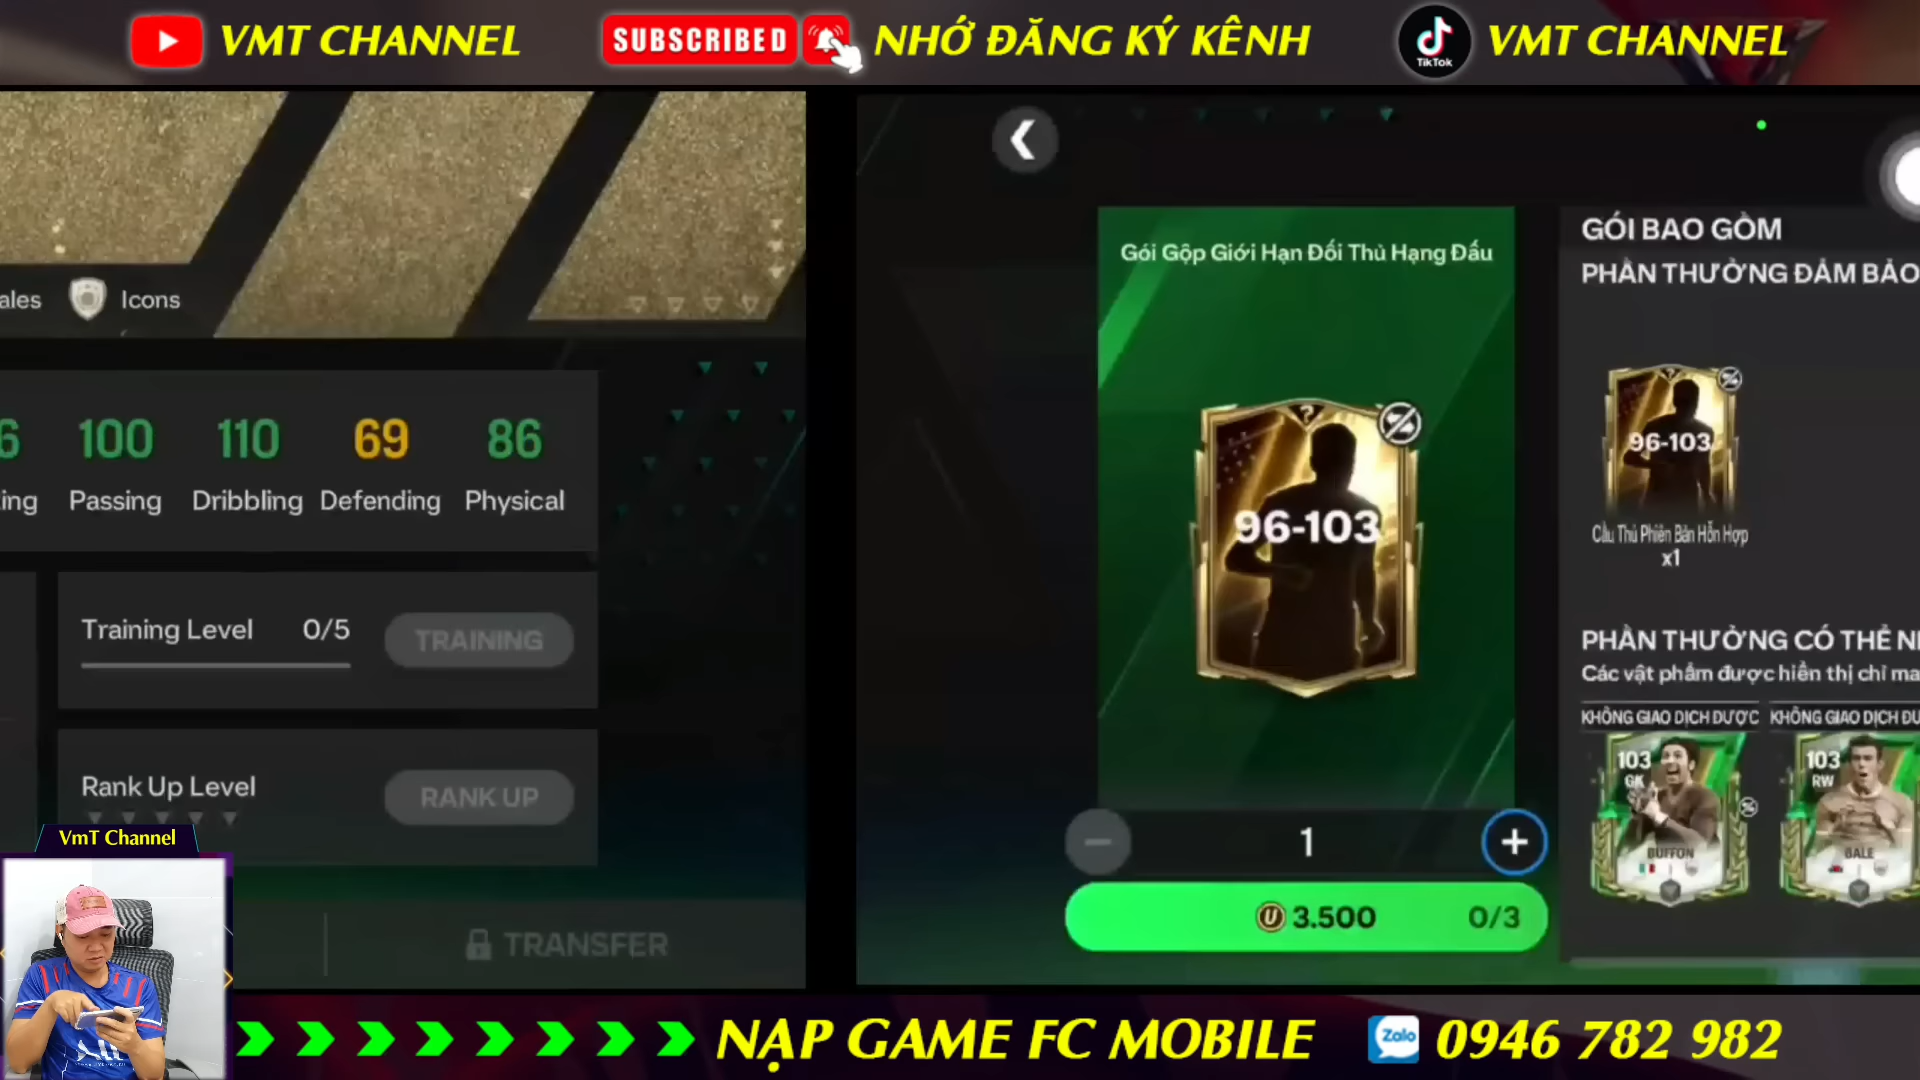 VMT CHANNEL
SUBSCRIBED
NHỚ ĐĂNG KÝ KÊNH
TikTok
VMT CHANNEL
ales
Icons
6 100 110 69 86
ing Passing Dribbling Defending Physical
Training Level 0/5 TRAINING
Rank Up Level RANK UP
TRANSFER
Gói Gộp Giới Hạn Đối Thủ Hạng Đấu
96-103
1
3.500 0/3
GÓI BAO GỒM
PHẦN THƯỞNG ĐẢM BẢO
96-103
Cầu Thủ Phiên Bản Hỗn Hợp
x1
PHẦN THƯỞNG CÓ THỂ NH
Các vật phẩm được hiển thị chỉ ma
KHÔNG GIAO DỊCH ĐƯỢC KHÔNG GIAO DỊCH ĐƯ
103 GK BUFFON
103 RW BALE
VmT Channel
NẠP GAME FC MOBILE
Zalo
0946 782 982